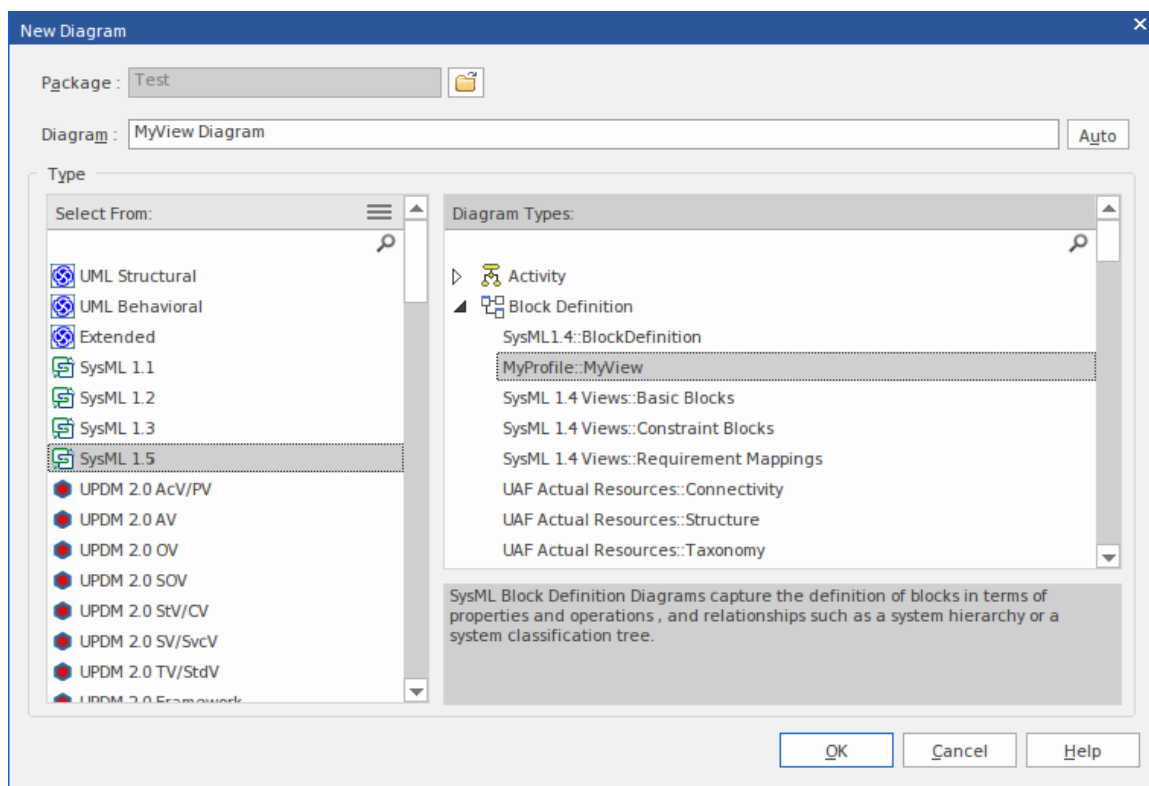 New Diagram
Package :
Test
Diagram :
MyView Diagram
Auto
Type
Select From:
UML Structural
UML Behavioral
Extended
SysML 1.1
SysML 1.2
SysML 1.3
SysML 1.5
UPDM 2.0 AcV/PV
UPDM 2.0 AV
UPDM 2.0 OV
UPDM 2.0 SOV
UPDM 2.0 StV/CV
UPDM 2.0 SV/SvcV
UPDM 2.0 TV/StdV
UPDM 2.0 Framework
Diagram Types:
Activity
Block Definition
SysML1.4::BlockDefinition
MyProfile::MyView
SysML 1.4 Views::Basic Blocks
SysML 1.4 Views::Constraint Blocks
SysML 1.4 Views::Requirement Mappings
UAF Actual Resources::Connectivity
UAF Actual Resources::Structure
UAF Actual Resources::Taxonomy
SysML Block Definition Diagrams capture the definition of blocks in terms of
properties and operations , and relationships such as a system hierarchy or a
system classification tree.
OK
Cancel
Help